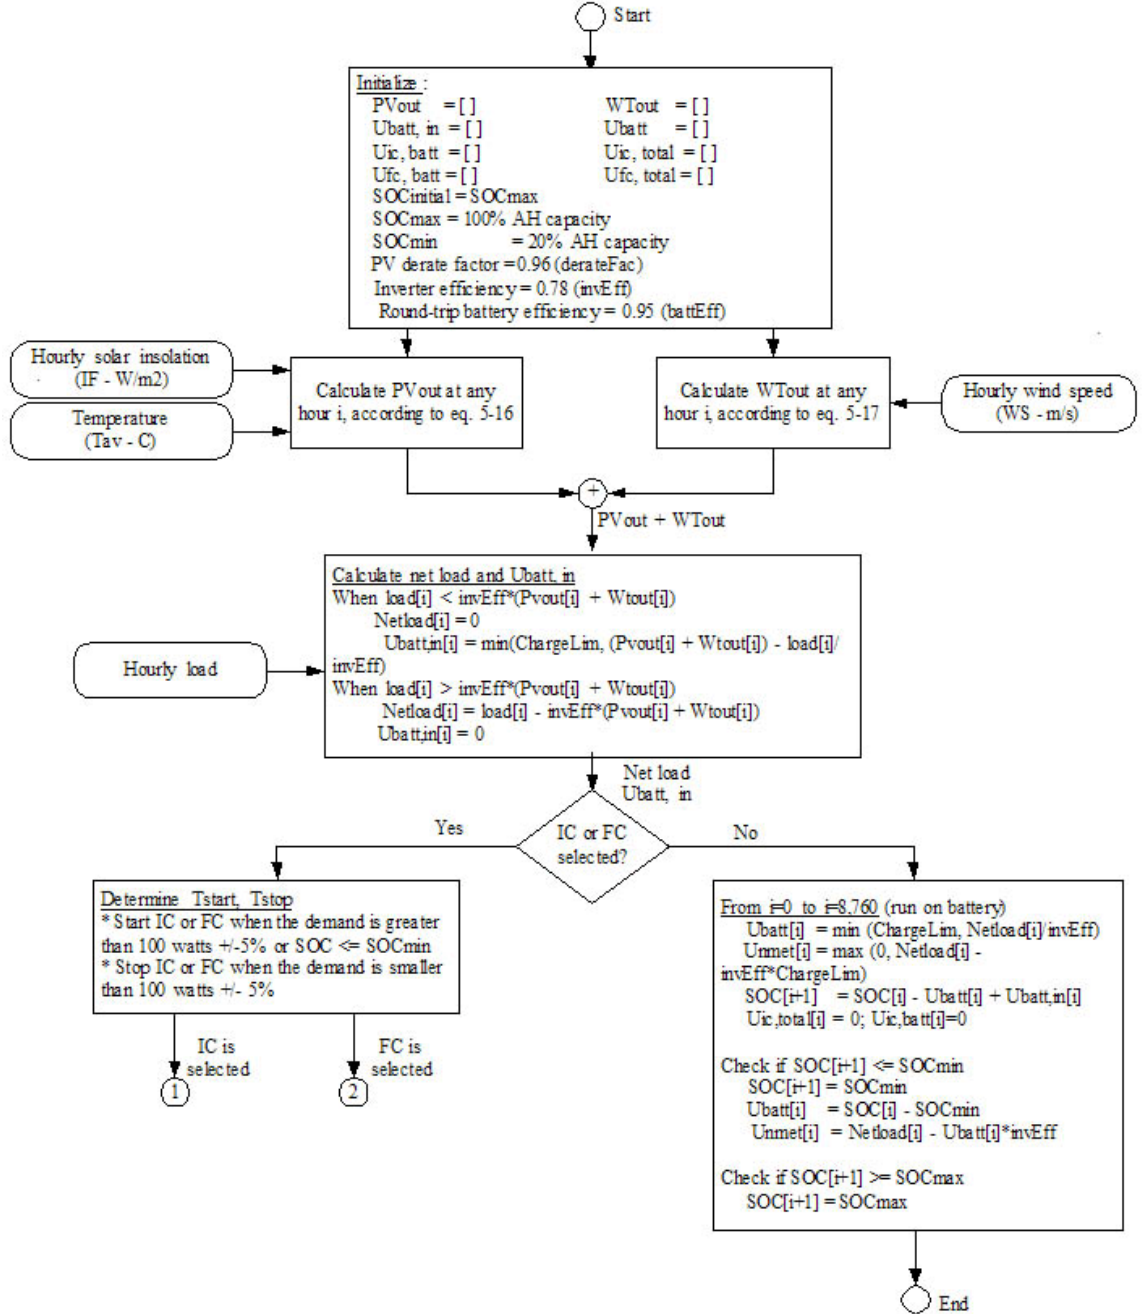 Start
Initialize :
PVout = [ ] WTout = [ ]
Ubatt, in = [ ] Ubatt = [ ]
Uic, batt = [ ] Uic, total = [ ]
Ufc, batt = [ ] Ufc, total = [ ]
SOCinitial = SOCmax
SOCmax = 100% AH capacity
SOCmin = 20% AH capacity
PV derate factor =0.96 (derateFac)
Inverter efficiency = 0.78 (invEff)
Round-trip battery efficiency = 0.95 (battEff)
Hourly solar insolation
(IF - W/m2)
Temperature
(Tav - C)
Calculate PVout at any
hour i, according to eq. 5-16
Calculate WTout at any
hour i, according to eq. 5-17
Hourly wind speed
(WS - m/s)
+
PVout + WTout
Hourly load
Calculate net load and Ubatt, in
When load[i] < invEff*(Pvout[i] + Wtout[i])
Netload[i] = 0
Ubatt,in[i] = min(ChargeLim, (Pvout[i] + Wtout[i]) - load[i]/
invEff)
When load[i] > invEff*(Pvout[i] + Wtout[i])
Netload[i] = load[i] - invEff*(Pvout[i] + Wtout[i])
Ubatt,in[i] = 0
Net load
Ubatt, in
IC or FC
selected?
Yes
No
Determine Tstart, Tstop
* Start IC or FC when the demand is greater
than 100 watts +/-5% or SOC <= SOCmin
* Stop IC or FC when the demand is smaller
than 100 watts +/- 5%
IC is
selected
FC is
selected
1
2
From i=0 to i=8.760 (run on battery)
Ubatt[i] = min (ChargeLim, Netload[i]/invEff)
Unmet[i] = max (0, Netload[i] -
invEff*ChargeLim)
SOC[i+1] = SOC[i] - Ubatt[i] + Ubatt,in[i]
Uic,total[i] = 0; Uic,batt[i]=0
Check if SOC[i+1] <= SOCmin
SOC[i+1] = SOCmin
Ubatt[i] = SOC[i] - SOCmin
Unmet[i] = Netload[i] - Ubatt[i]*invEff
Check if SOC[i+1] >= SOCmax
SOC[i+1] = SOCmax
End